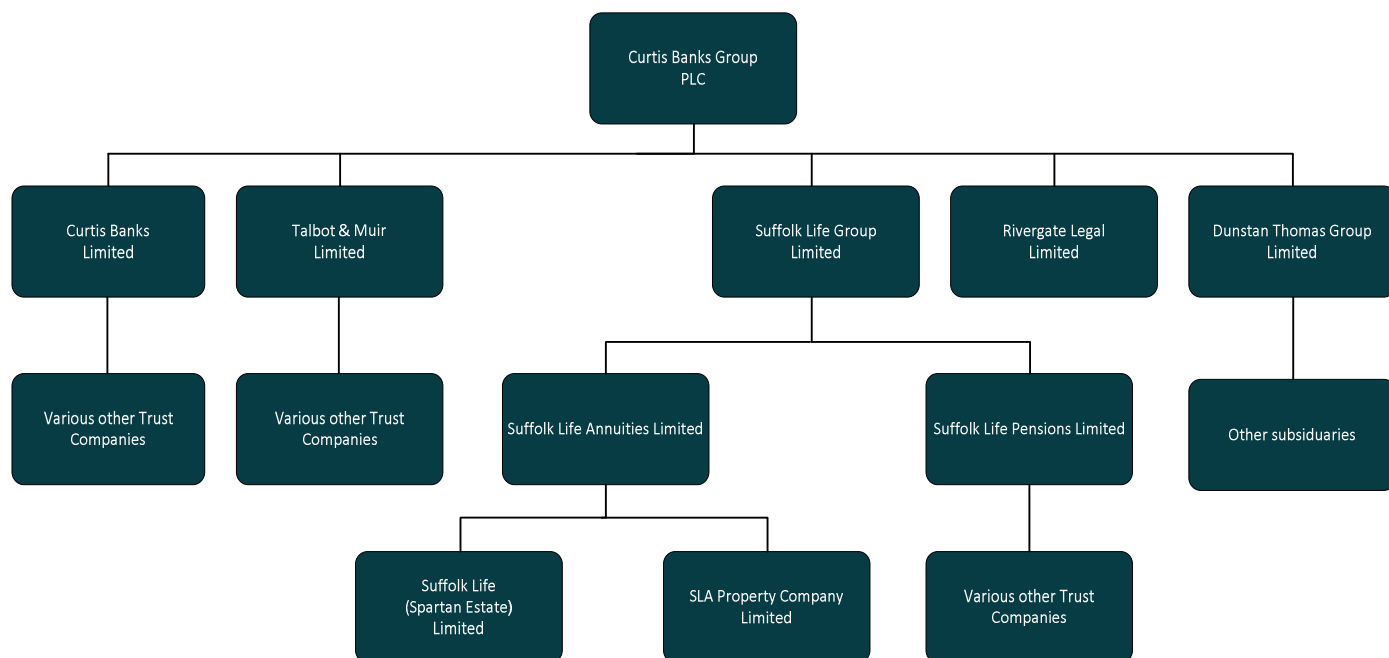 Curtis Banks Group
PLC
Curtis Banks
Limited
Talbot & Muir
Limited
Suffolk Life Group
Limited
Rivergate Legal
Limited
Dunstan Thomas Group
Limited
Various other Trust
Companies
Various other Trust
Companies
Suffolk Life Annuities Limited
Suffolk Life Pensions Limited
Other subsiduaries
Suffolk Life
(Spartan Estate)
Limited
SLA Property Company
Limited
Various other Trust
Companies